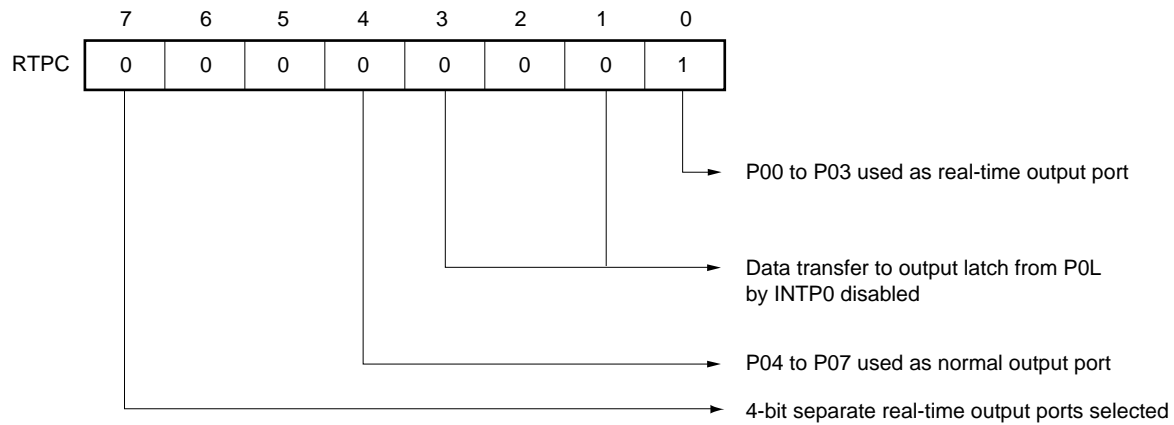 7 6 5 4 3 2 1 0
RTPC 0 0 0 0 0 0 0 1
P00 to P03 used as real-time output port
Data transfer to output latch from P0L
by INTP0 disabled
P04 to P07 used as normal output port
4-bit separate real-time output ports selected